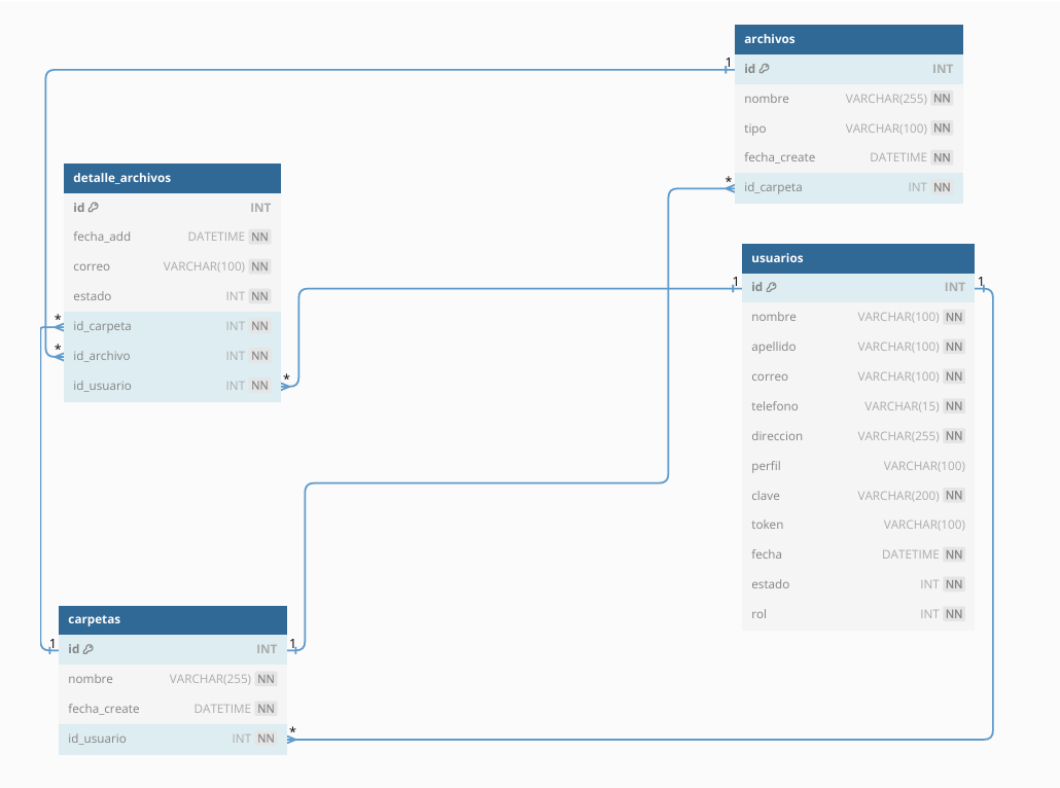 archivos
1
id INT
nombre VARCHAR(255) NN
tipo VARCHAR(100) NN
fecha_create DATETIME NN
* id_carpeta INT NN
detalle_archivos
id INT
fecha_add DATETIME NN
correo VARCHAR(100) NN
estado INT NN
* id_carpeta INT NN
* id_archivo INT NN
id_usuario INT NN *
usuarios
1 id INT 1
nombre VARCHAR(100) NN
apellido VARCHAR(100) NN
correo VARCHAR(100) NN
telefono VARCHAR(15) NN
direccion VARCHAR(255) NN
perfil VARCHAR(100)
clave VARCHAR(200) NN
token VARCHAR(100)
fecha DATETIME NN
estado INT NN
rol INT NN
carpetas
1 id INT 1
nombre VARCHAR(255) NN
fecha_create DATETIME NN
id_usuario INT NN *